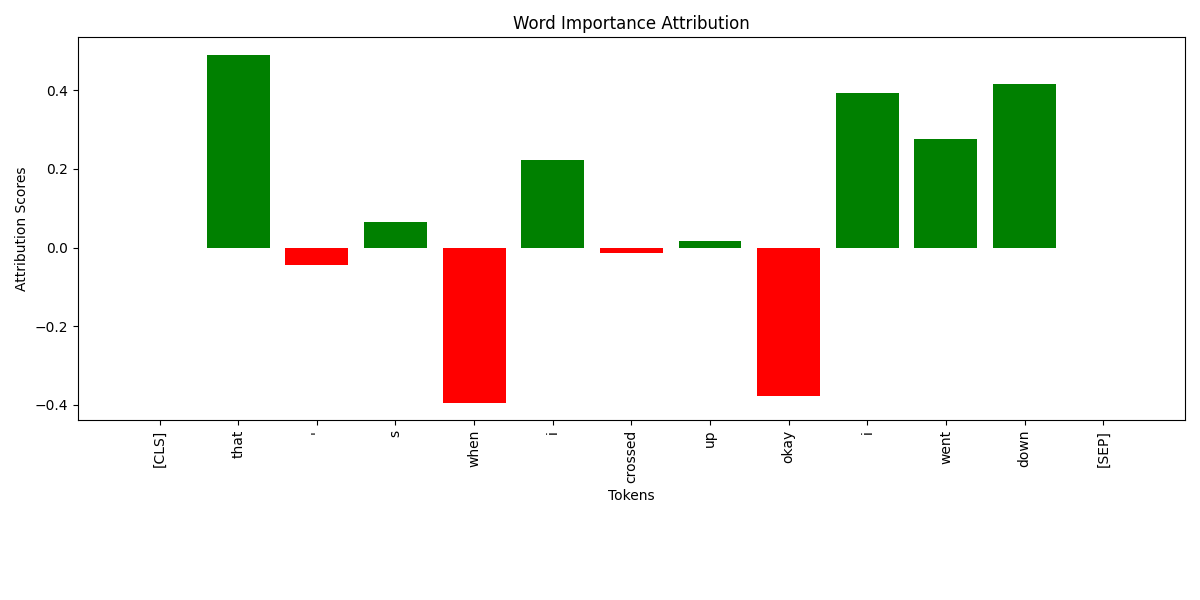 Word Importance Attribution
Attribution Scores
0.4
0.2
0.0
−0.2
−0.4
[CLS]
that
'
s
when
i
crossed
up
okay
i
went
down
[SEP]
Tokens